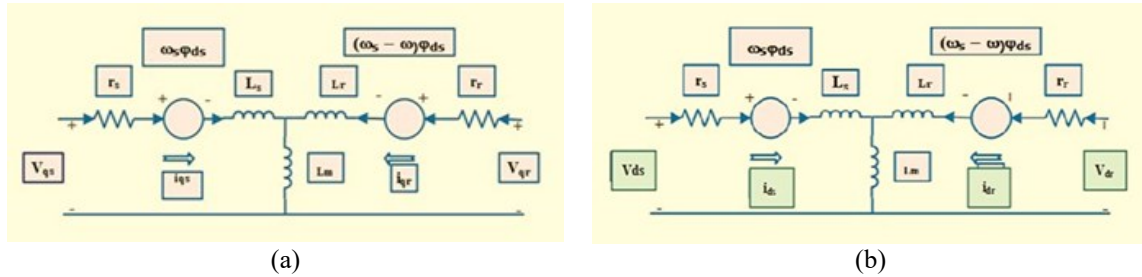 ωsφds (ωs − ω)φds
rs Ls Lr rr
+ - - +
+ +
Vqs iqs Lm iqr Vqr
- -
(a)
ωsφds (ωs − ω)φds
rs Ls Lr rr
+ - -
+
Vds ids Lm idr Vdr
- -
(b)